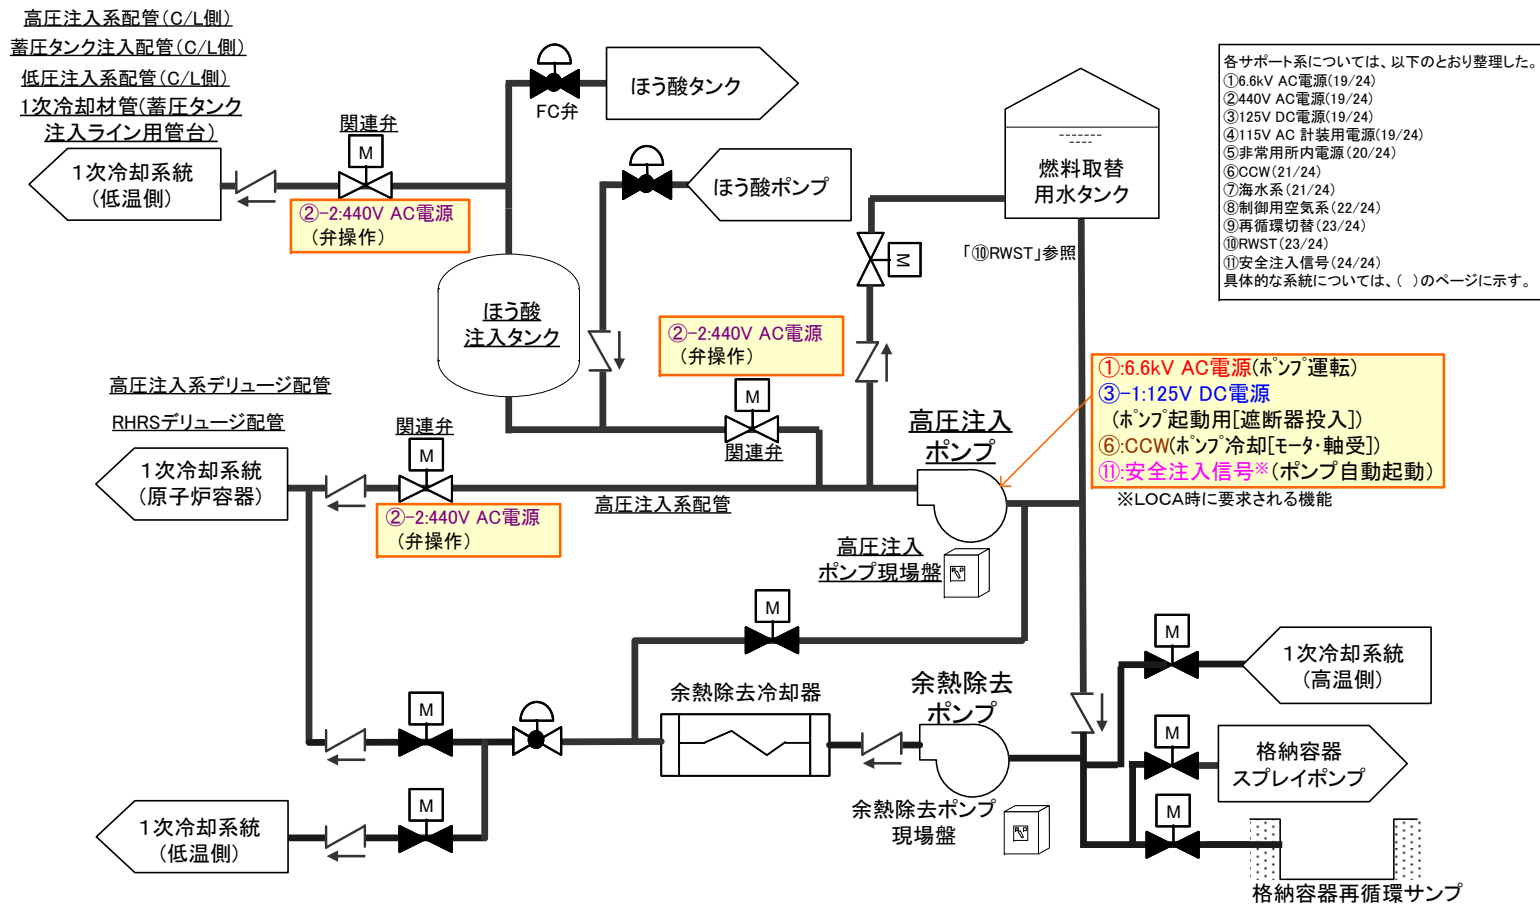 高圧注入系配管(C/L側)
蓄圧タンク注入配管(C/L側)
低圧注入系配管(C/L側)
1次冷却材管(蓄圧タンク
注入ライン用管台)
関連弁
M
1次冷却系統
(低温側)
②-2:440V AC電源
(弁操作)
FC弁
ほう酸タンク
ほう酸ポンプ
燃料取替
用水タンク
「⑩RWST」参照
M
各サポート系については、以下のとおり整理した。
①6.6kV AC電源(19/24)
②440V AC電源(19/24)
③125V DC電源(19/24)
④115V AC 計装用電源(19/24)
⑤非常用所内電源(20/24)
⑥CCW(21/24)
⑦海水系(21/24)
⑧制御用空気系(22/24)
⑨再循環切替(23/24)
⑩RWST(23/24)
⑪安全注入信号(24/24)
具体的な系統については、( )のページに示す。
ほう酸
注入タンク
②-2:440V AC電源
(弁操作)
M
関連弁
①:6.6kV AC電源(ポンプ運転)
③-1:125V DC電源
(ポンプ起動用[遮断器投入])
⑥:CCW(ポンプ冷却[モータ・軸受])
⑪:安全注入信号※(ポンプ自動起動)
※LOCA時に要求される機能
高圧注入系デリュージ配管
RHRSデリュージ配管
関連弁
M
1次冷却系統
(原子炉容器)
②-2:440V AC電源
(弁操作)
高圧注入系配管
高圧注入
ポンプ
高圧注入
ポンプ現場盤
M
M
1次冷却系統
(高温側)
余熱除去冷却器
余熱除去
ポンプ
M
M
格納容器
スプレイポンプ
余熱除去ポンプ
現場盤
M
1次冷却系統
(低温側)
M
格納容器再循環サンプ